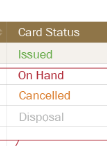 Card Status
Issued
On Hand
Cancelled
Disposal